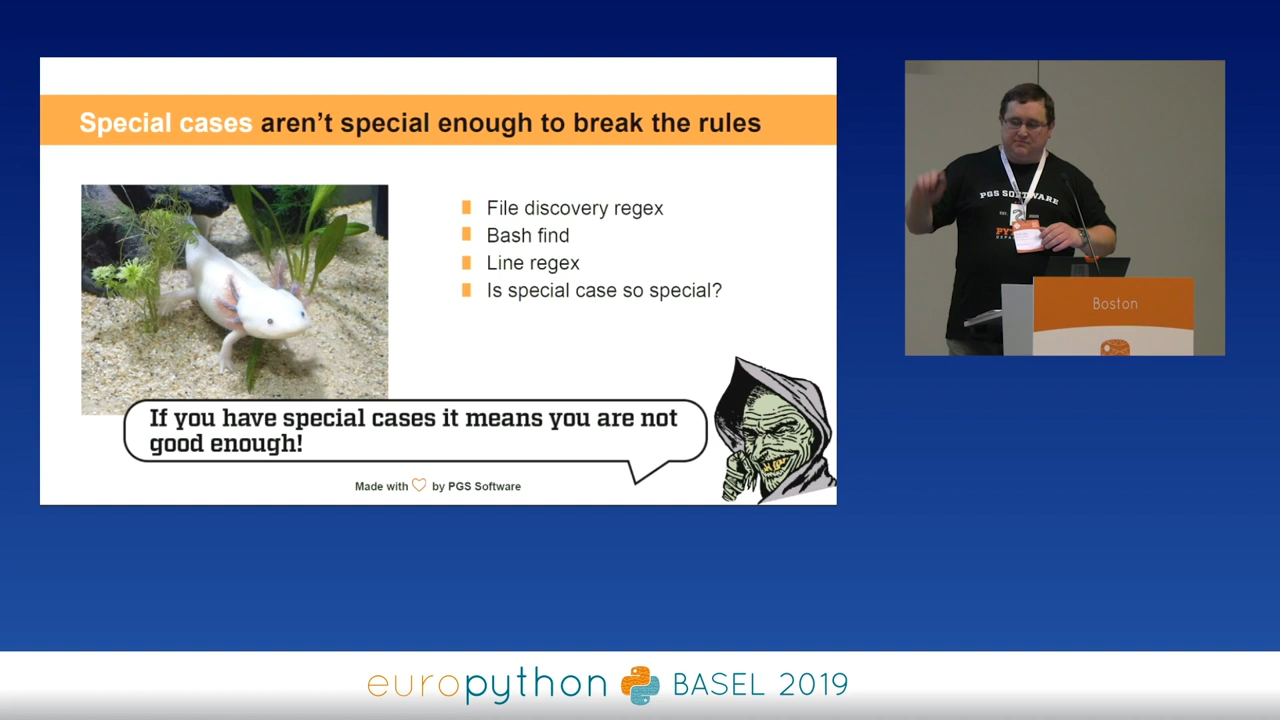 Special cases aren't special enough to break the rules
File discovery regex
Bash find
Line regex
Is special case so special?
If you have special cases it means you are not
good enough!
Made with by PGS Software
PGS SOFTWARE
Boston
europython BASEL 2019